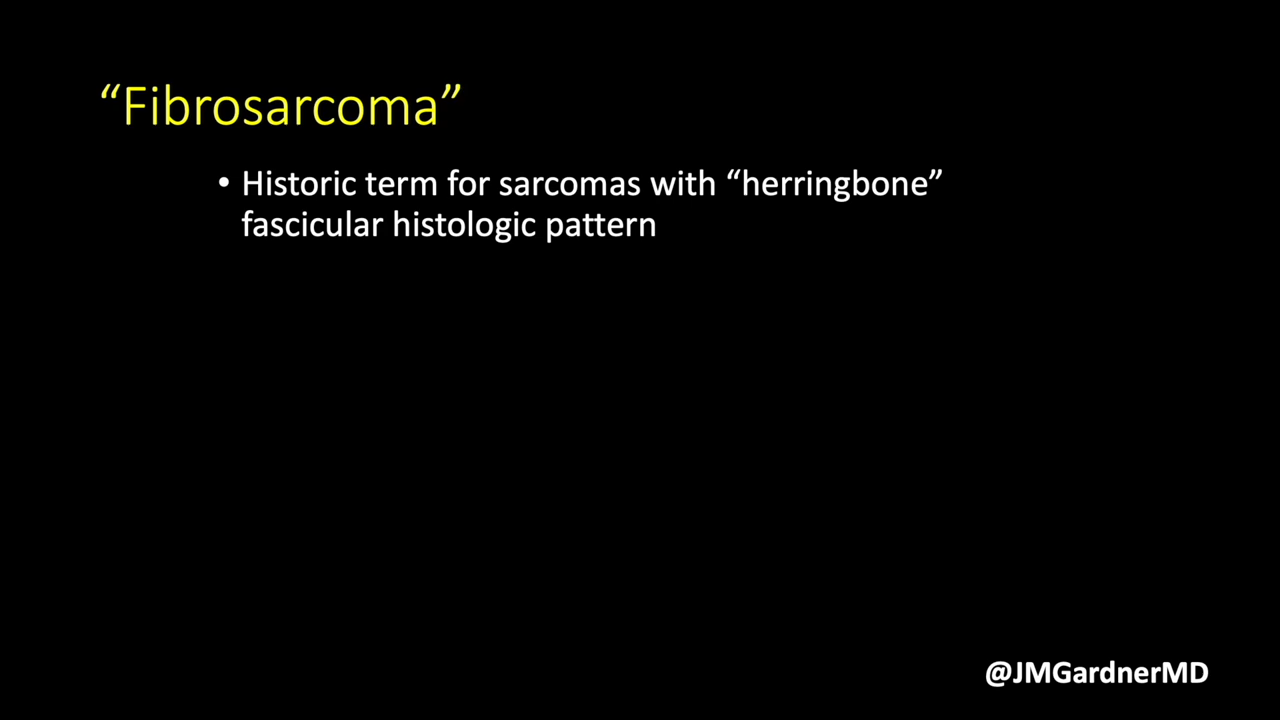 “Fibrosarcoma”
• Historic term for sarcomas with “herringbone”
fascicular histologic pattern
@JMGardnerMD